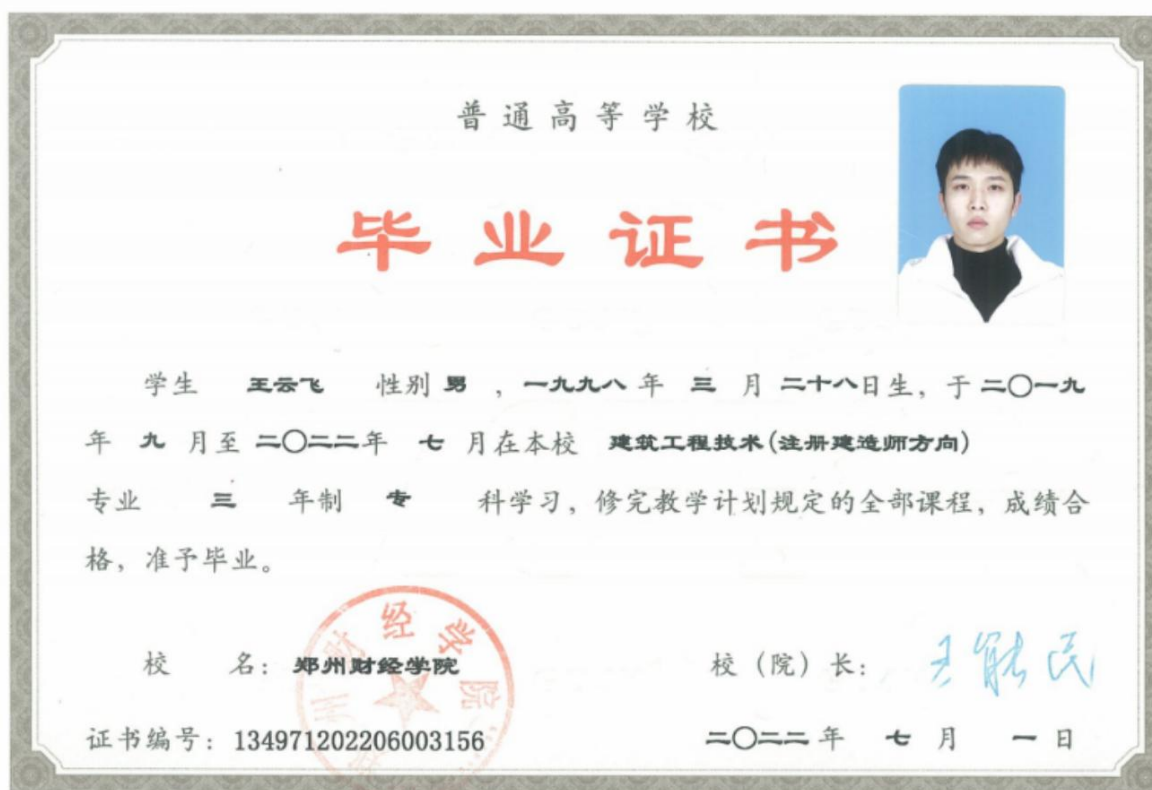 普通高等学校
毕业证书
学生 王云飞 性别 男 ，一九九八 年 三 月 二十八日生，于 二〇一九
年 九 月至 二〇二二年 七 月在本校 建筑工程技术(注册建造师方向)
专业 三 年制 专 科学习，修完教学计划规定的全部课程，成绩合
格，准予毕业。
校 名：郑州财经学院
校（院）长：
证书编号：134971202206003156
二〇二二 年 七 月 一 日